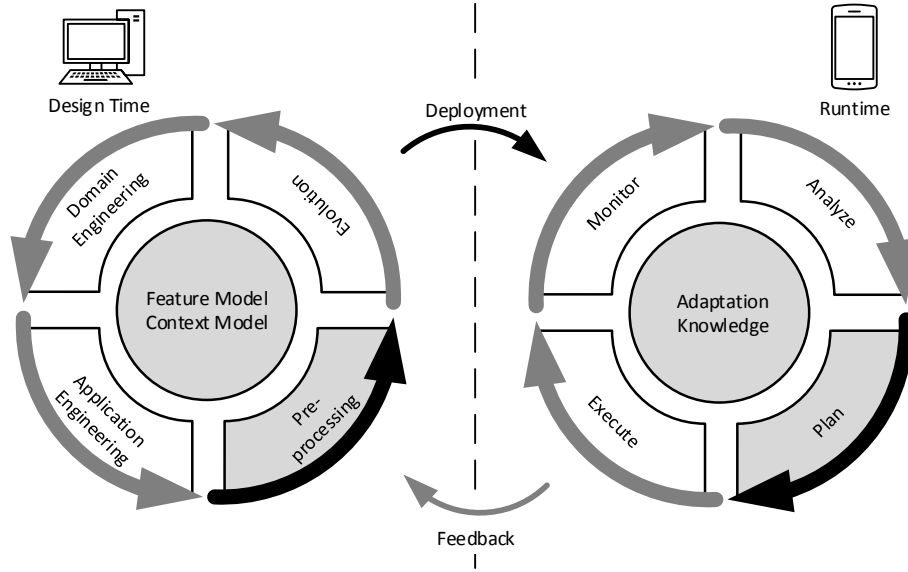 Design Time
Deployment
Runtime
Domain
Engineering
Evolution
Monitor
Analyze
Feature Model
Context Model
Adaptation
Knowledge
Application
Engineering
Pre-
processing
Execute
Plan
Feedback